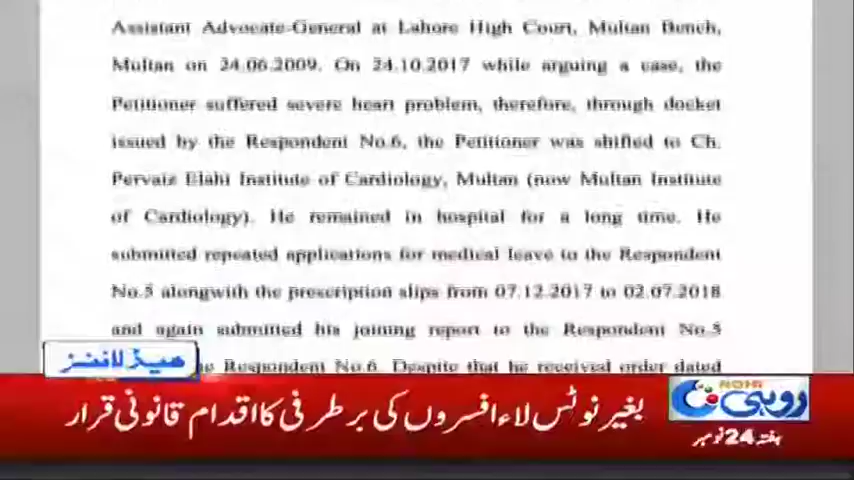 Assistant Advocate-General at Lahore High Court, Multan Bench,
Multan on 24.06.2009. On 24.10.2017 while arguing a case, the
Petitioner suffered severe heart problem, therefore, through docket
issued by the Respondent No.6, the Petitioner was shifted to Ch.
Pervaiz Elahi Institute of Cardiology, Multan (now Multan Institute
of Cardiology). He remained in hospital for a long time. He
submitted repeated applications for medical leave to the Respondent
No.5 alongwith the prescription slips from 07.12.2017 to 02.07.2018
and again submitted his joining report to the Respondent No.5
Respondent No.6. Despite that he received order dated
ہیڈلائنز
بغیر نوٹس لاء افسروں کی برطرفی کا اقدام قانونی قرار
ROHI
روہی
ہفتہ 24 نومبر